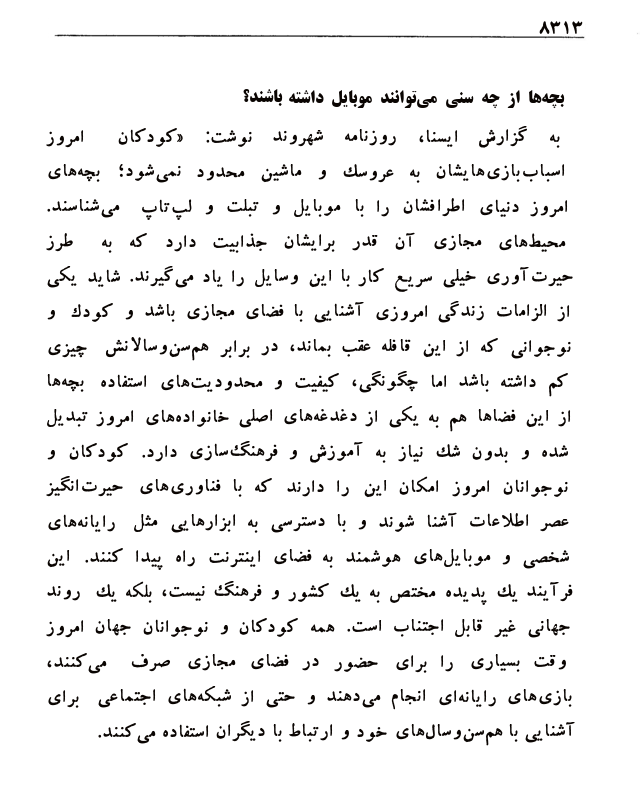 ۸۳۱۳
بچه‌ها از چه سنی می‌توانند موبایل داشته باشند؟
به گزارش ایسنا، روزنامه شهروند نوشت: «کودکان امروز
اسباب‌بازی‌هایشان به عروسك و ماشین محدود نمی‌شود؛ بچه‌های
امروز دنیای اطرافشان را با موبایل و تبلت و لپ‌تاپ می‌شناسند.
محیط‌های مجازی آن قدر برایشان جذابیت دارد که به طرز
حیرت‌آوری خیلی سریع کار با این وسایل را یاد می‌گیرند. شاید یکی
از الزامات زندگی امروزی آشنایی با فضای مجازی باشد و کودك و
نوجوانی که از این قافله عقب بماند، در برابر هم‌سن‌وسالانش چیزی
کم داشته باشد اما چگونگی، کیفیت و محدودیت‌های استفاده بچه‌ها
از این فضاها هم به یکی از دغدغه‌های اصلی خانواده‌های امروز تبدیل
شده و بدون شك نیاز به آموزش و فرهنگ‌سازی دارد. کودکان و
نوجوانان امروز امکان این را دارند که با فناوری‌های حیرت‌انگیز
عصر اطلاعات آشنا شوند و با دسترسی به ابزارهایی مثل رایانه‌های
شخصی و موبایل‌های هوشمند به فضای اینترنت راه پیدا کنند. این
فرآیند یك پدیده مختص به یك کشور و فرهنگ نیست، بلکه یك روند
جهانی غیر قابل اجتناب است. همه کودکان و نوجوانان جهان امروز
وقت بسیاری را برای حضور در فضای مجازی صرف می‌کنند،
بازی‌های رایانه‌ای انجام می‌دهند و حتی از شبکه‌های اجتماعی برای
آشنایی با هم‌سن‌وسال‌های خود و ارتباط با دیگران استفاده می‌کنند.